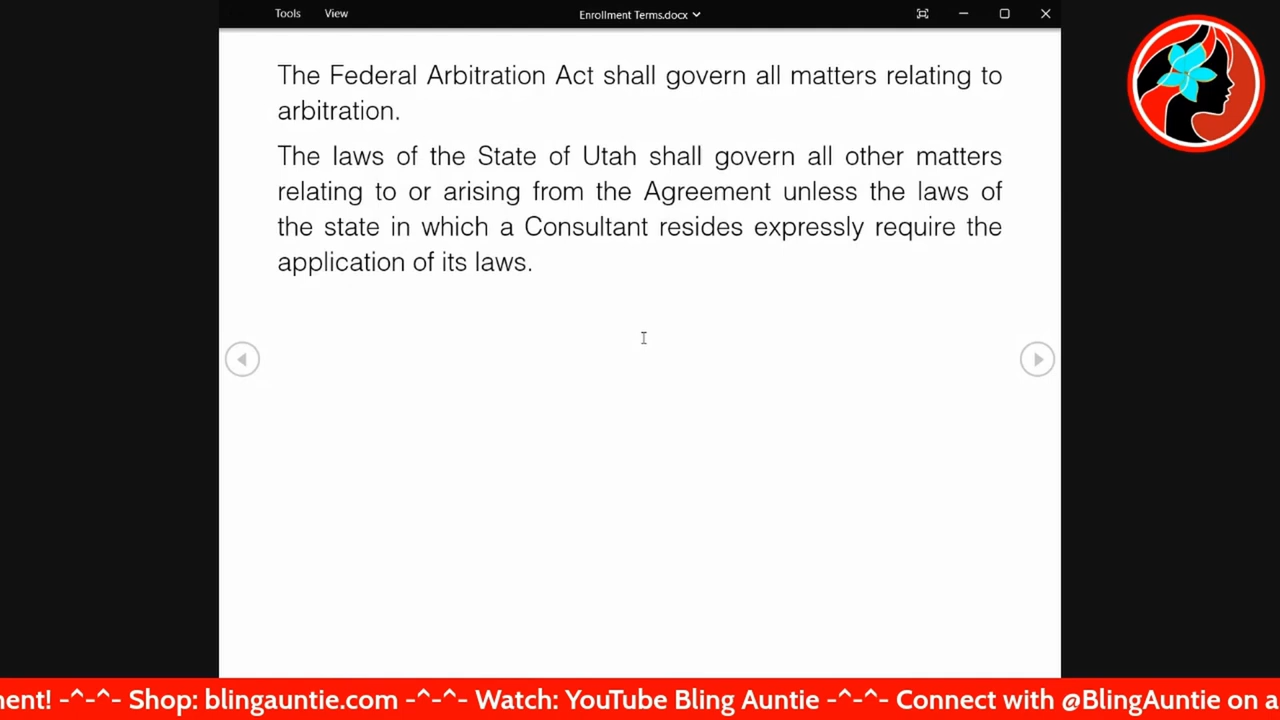 Tools View Enrollment Terms.docx
The Federal Arbitration Act shall govern all matters relating to
arbitration.
The laws of the State of Utah shall govern all other matters
relating to or arising from the Agreement unless the laws of
the state in which a Consultant resides expressly require the
application of its laws.
ment! -^-^- Shop: blingauntie.com -^-^- Watch: YouTube Bling Auntie -^-^- Connect with @BlingAuntie on a